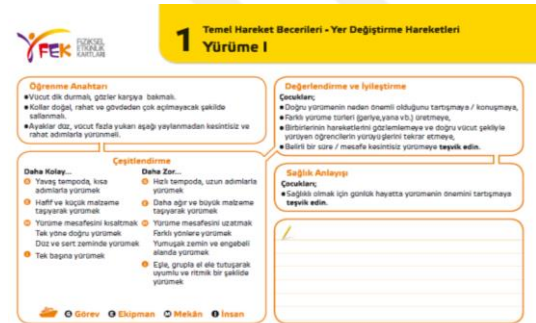 FEK FİZİKSEL
ETKİNLİK
KARTLARI
1
Temel Hareket Becerileri - Yer Değiştirme Hareketleri
Yürüme I
Öğrenme Anahtarı
•Vücut dik durmalı, gözler karşıya bakmalı.
•Kollar doğal, rahat ve gövdeden çok açılmayacak şekilde
sallanmalı.
•Ayaklar düz, vücut fazla yukarı aşağı yaylanmadan kesintisiz ve
rahat adımlarla yürünmeli.
Çeşitlendirme
Daha Kolay...
G Yavaş tempoda, kısa
adımlarla yürümek
E Hafif ve küçük malzeme
taşıyarak yürümek
M Yürüme mesafesini kısaltmak
Tek yöne doğru yürümek
Düz ve sert zeminde yürümek
İ Tek başına yürümek
Daha Zor...
G Hızlı tempoda, uzun adımlarla
yürümek
E Daha ağır ve büyük malzeme
taşıyarak yürümek
M Yürüme mesafesini uzatmak
Farklı yönlere yürümek
Yumuşak zemin ve engebeli
alanda yürümek
İ Eşle, grupla el ele tutuşarak
uyumlu ve ritmik bir şekilde
yürümek
G Görev E Ekipman M Mekân İ İnsan
Değerlendirme ve İyileştirme
Çocukları;
•Doğru yürümenin neden önemli olduğunu tartışmaya / konuşmaya,
•Farklı yürüme türleri (geriye,yana vb.) üretmeye,
•Birbirlerinin hareketlerini gözlemlemeye ve doğru vücut şekliyle
yürüyen öğrencilerin yürüyüşlerini tekrar etmeye,
•Belirli bir süre / mesafe kesintisiz yürümeye teşvik edin.
Sağlık Anlayışı
Çocukları;
•Sağlıklı olmak için günlük hayatta yürümenin önemini tartışmaya
teşvik edin.